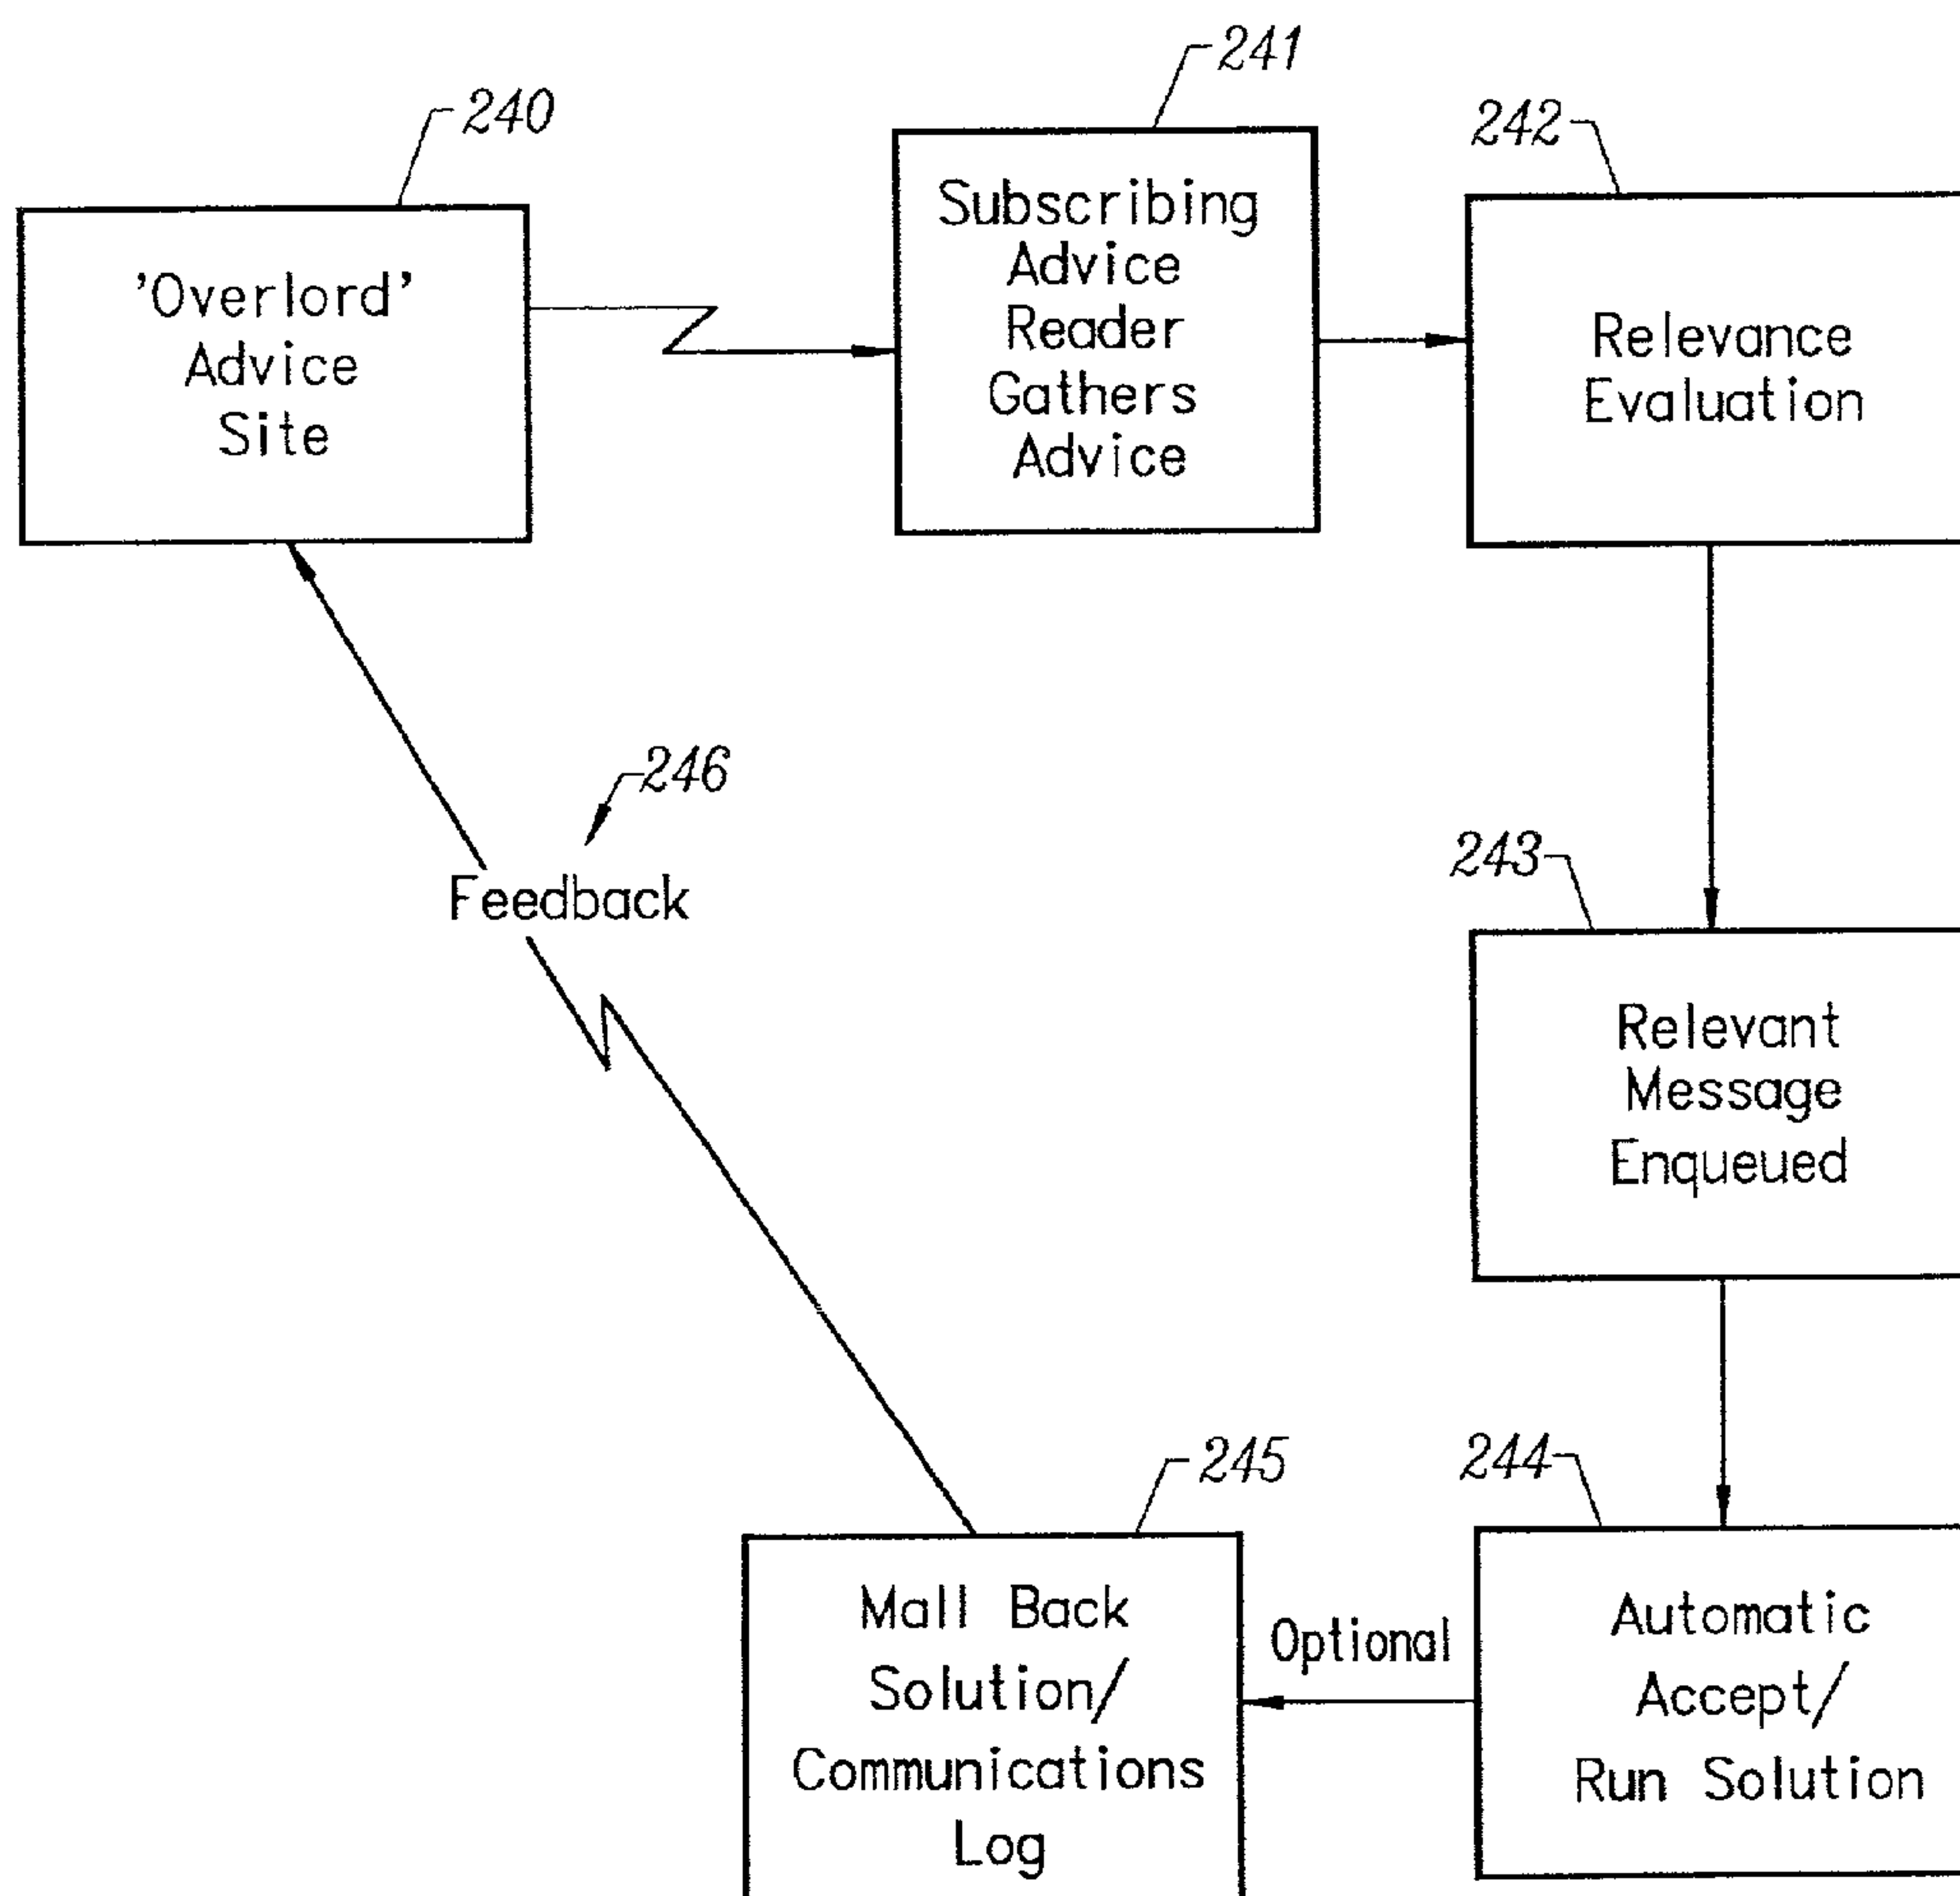 240
'Overlord'
Advice
Site
241
Subscribing
Advice
Reader
Gathers
Advice
242
Relevance
Evaluation
243
Relevant
Message
Enqueued
244
Automatic
Accept/
Run Solution
Optional
245
Mall Back
Solution/
Communications
Log
246
Feedback